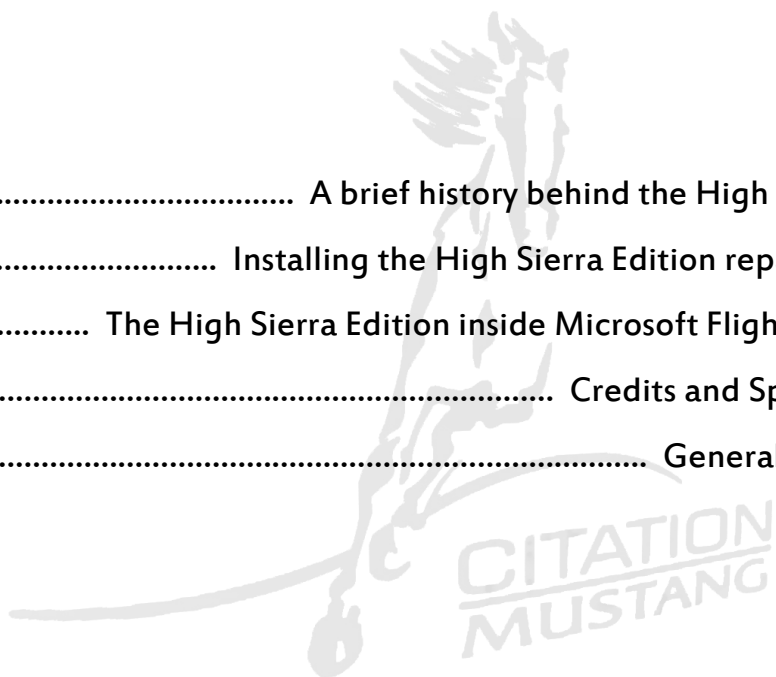 .................................. A brief history behind the High
.......................... Installing the High Sierra Edition rep
........... The High Sierra Edition inside Microsoft Fligh
............................................................... Credits and Sp
......................................................................... General
CITATION
MUSTANG